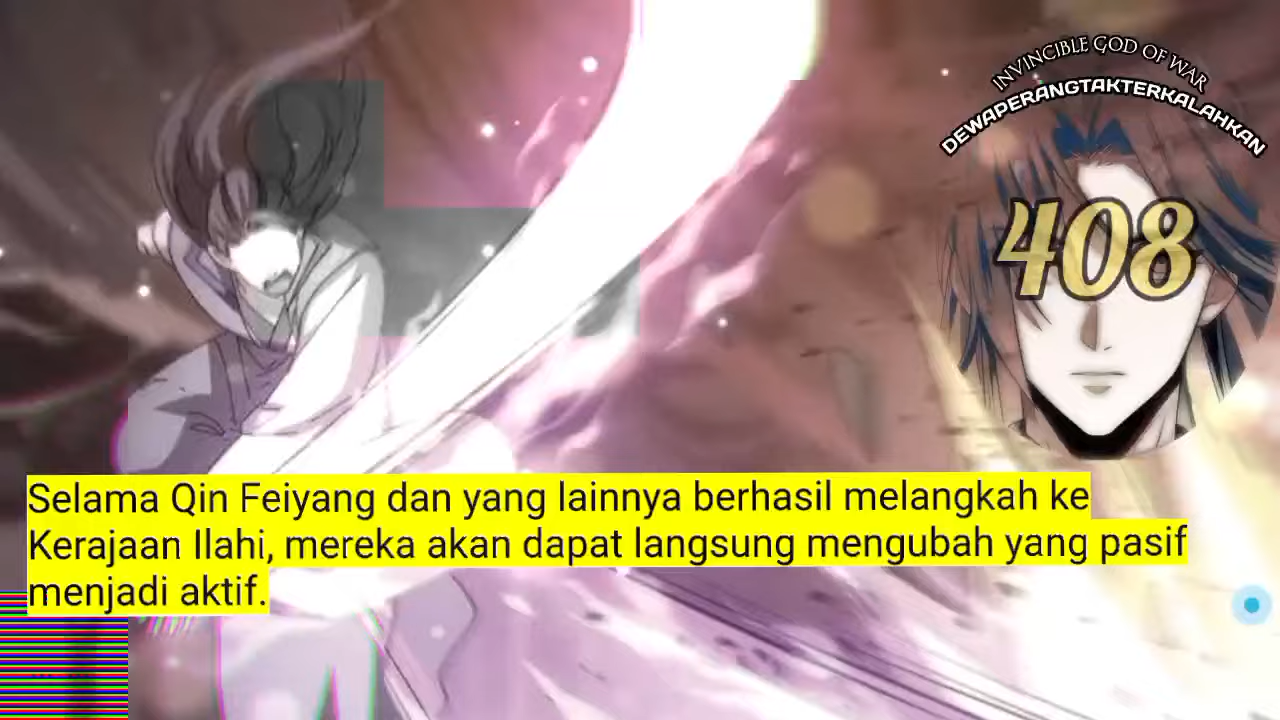 INVINCIBLE GOD OF WAR
DEWAPERANGTAKTERKALAHKAN
408
Selama Qin Feiyang dan yang lainnya berhasil melangkah ke
Kerajaan Ilahi, mereka akan dapat langsung mengubah yang pasif
menjadi aktif.